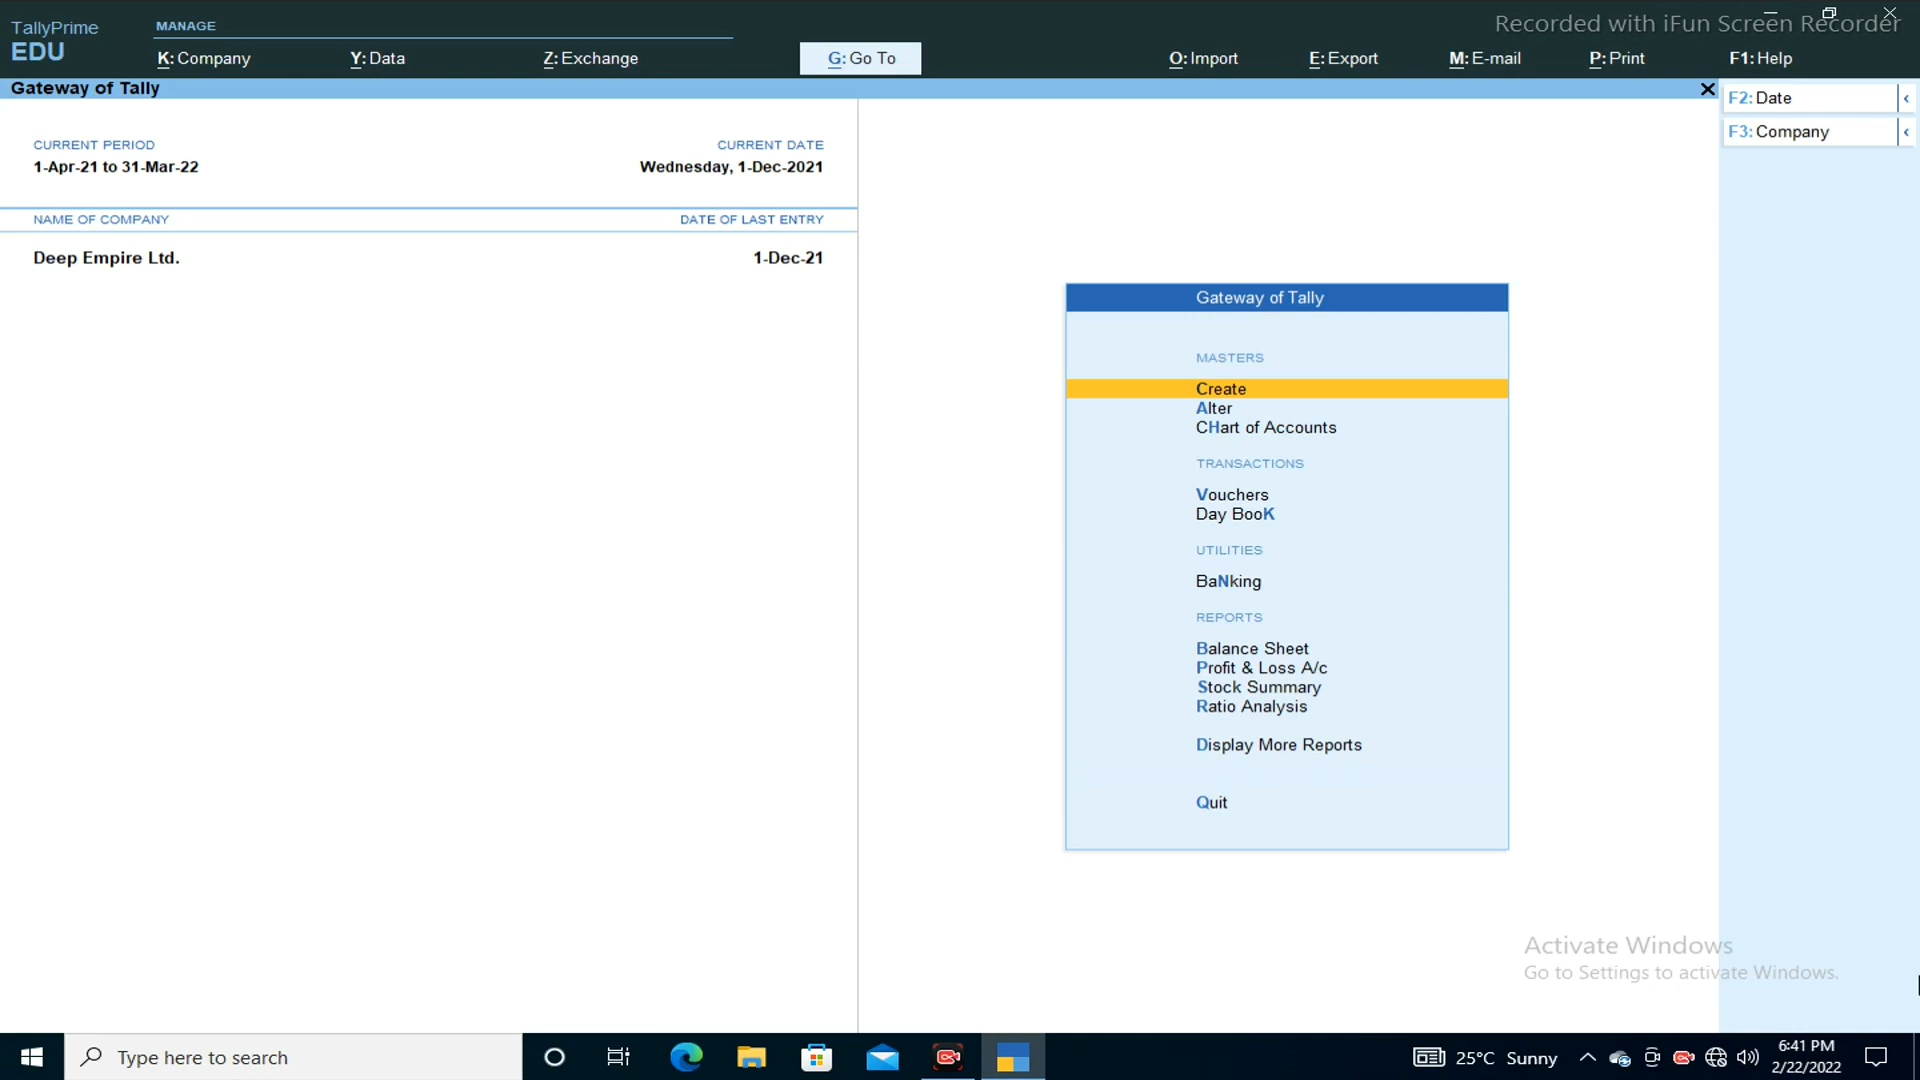 TallyPrime
EDU
MANAGE
K: Company
Y: Data
Z: Exchange
G: Go To
O: Import
E: Export
M: E-mail
P: Print
F1: Help
Recorded with iFun Screen Recorder
Gateway of Tally
F2: Date
F3: Company
CURRENT PERIOD
CURRENT DATE
1-Apr-21 to 31-Mar-22
Wednesday, 1-Dec-2021
NAME OF COMPANY
DATE OF LAST ENTRY
Deep Empire Ltd.
1-Dec-21
Gateway of Tally
MASTERS
Create
Alter
CHart of Accounts
TRANSACTIONS
Vouchers
Day BooK
UTILITIES
BaNking
REPORTS
Balance Sheet
Profit & Loss A/c
Stock Summary
Ratio Analysis
Display More Reports
Quit
Activate Windows
Go to Settings to activate Windows.
Type here to search
25°C Sunny
6:41 PM
2/22/2022